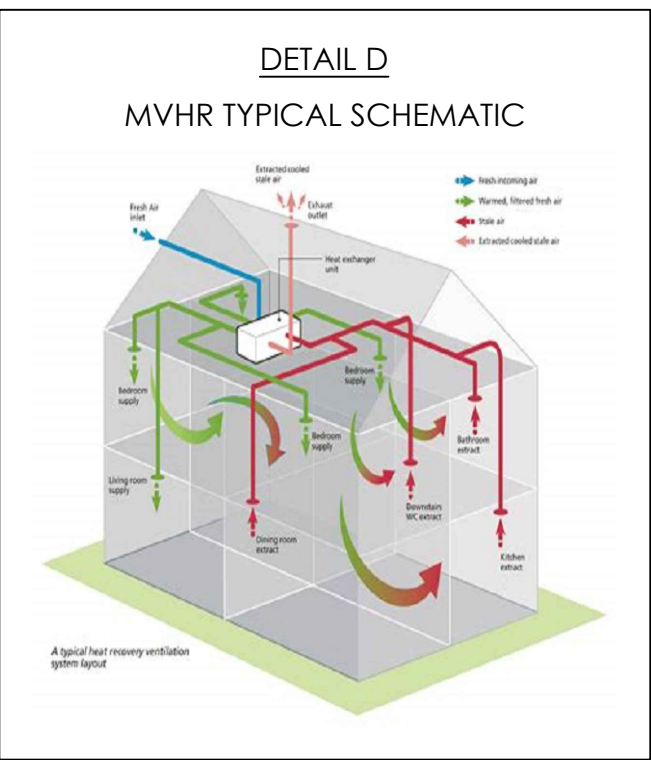 DETAIL D
MVHR TYPICAL SCHEMATIC
Extracted cooled
stale air
Exhaust
outlet
Fresh Air
inlet
Heat exchanger
unit
Fresh incoming air
Warmed, filtered fresh air
Stale air
Extracted cooled stale air
Bedroom
supply
Bedroom
supply
Bedroom
supply
Living room
supply
Bathroom
extract
Downstairs
WC extract
Dining room
extract
Kitchen
extract
A typical heat recovery ventilation
system layout